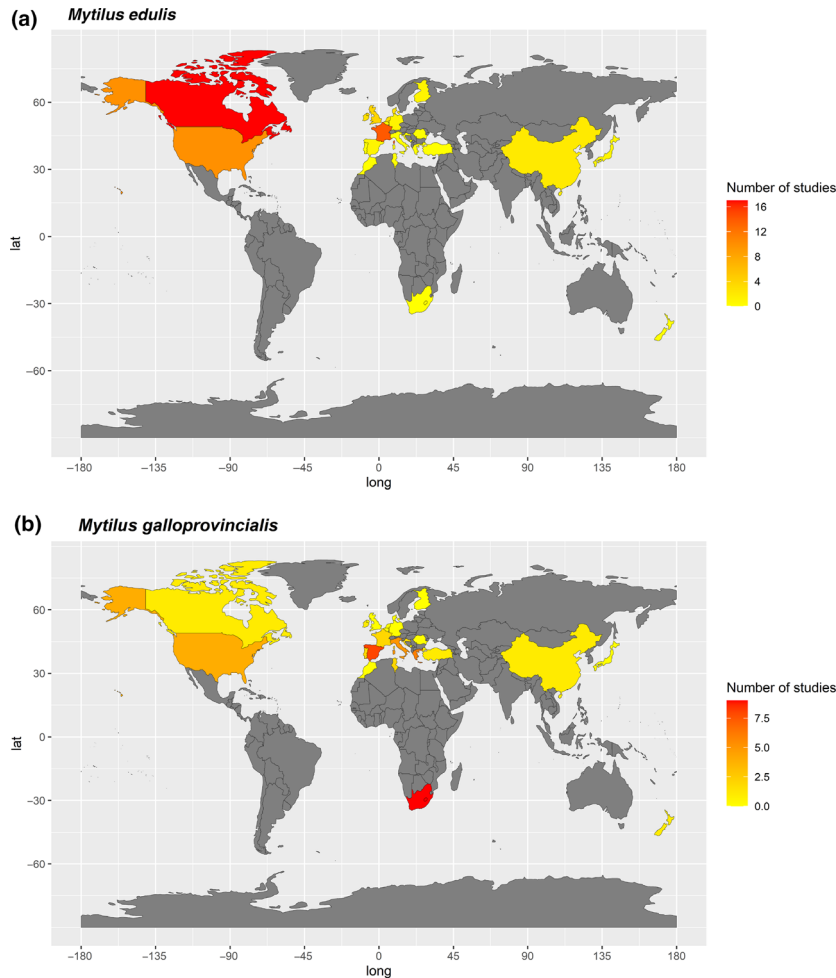 (a) Mytilus edulis
60
30
0
−30
−60
lat
−180 −135 −90 −45 0 45 90 135 180
long
Number of studies
16
12
8
4
0
(b) Mytilus galloprovincialis
60
30
0
−30
−60
lat
−180 −135 −90 −45 0 45 90 135 180
long
Number of studies
7.5
5.0
2.5
0.0